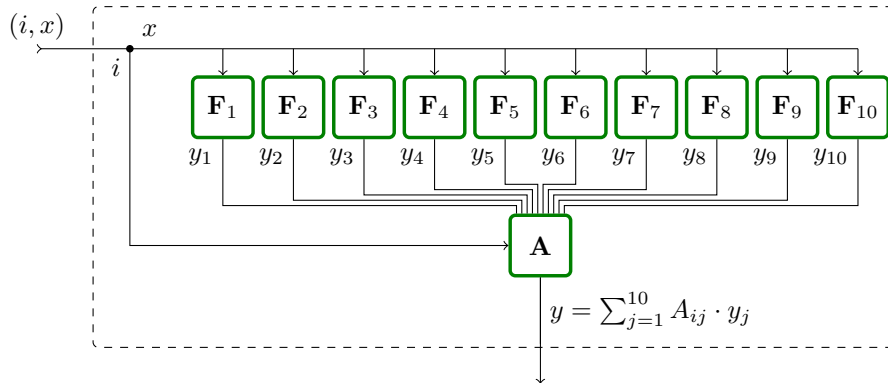 (i, x)
x
i
F₁ F₂ F₃ F₄ F₅ F₆ F₇ F₈ F₉ F₁₀
y₁ y₂ y₃ y₄ y₅ y₆ y₇ y₈ y₉ y₁₀
A
y = ∑_{j=1}^{10} A_{ij} · y_j